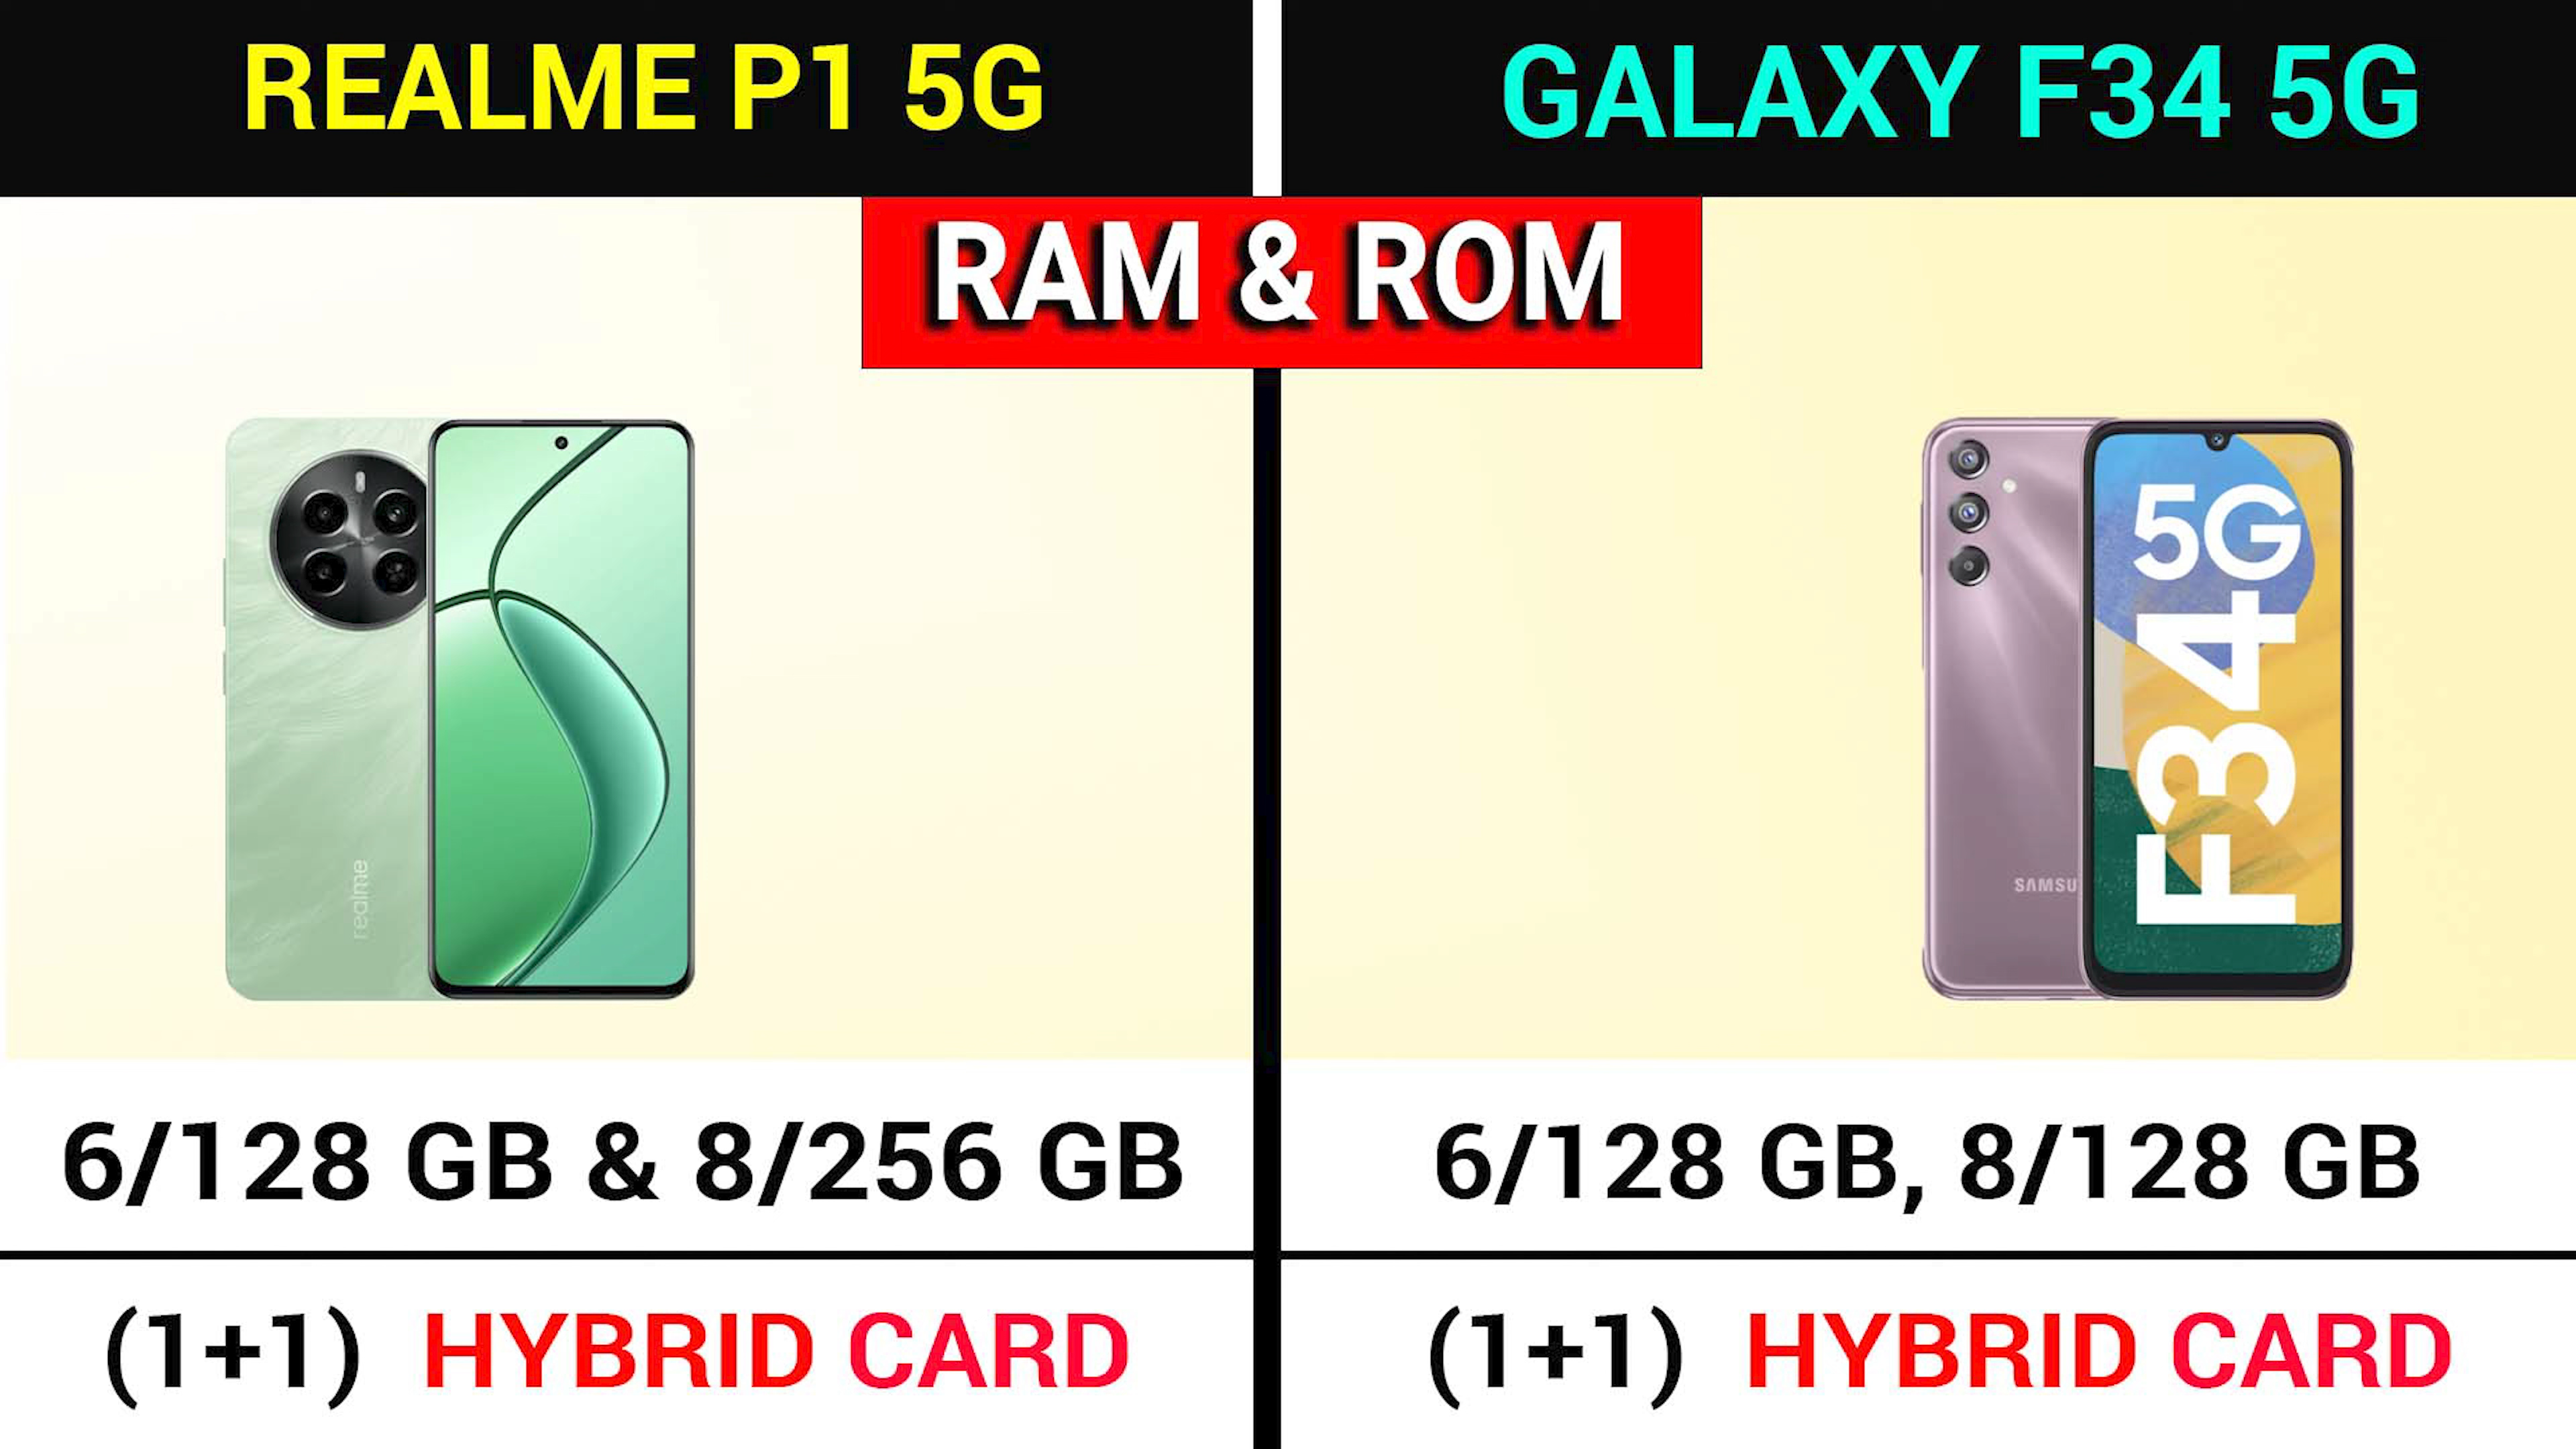 REALME P1 5G
GALAXY F34 5G
RAM & ROM
realme
SAMSU
5G
F34
6/128 GB & 8/256 GB
6/128 GB, 8/128 GB
(1+1) HYBRID CARD
(1+1) HYBRID CARD